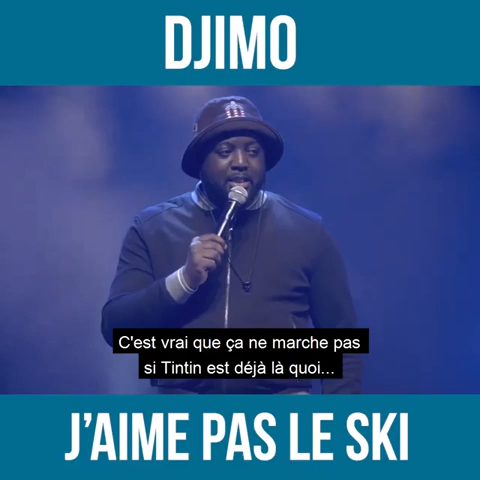 DJIMO
C'est vrai que ça ne marche pas
si Tintin est déjà là quoi...
J'AIME PAS LE SKI